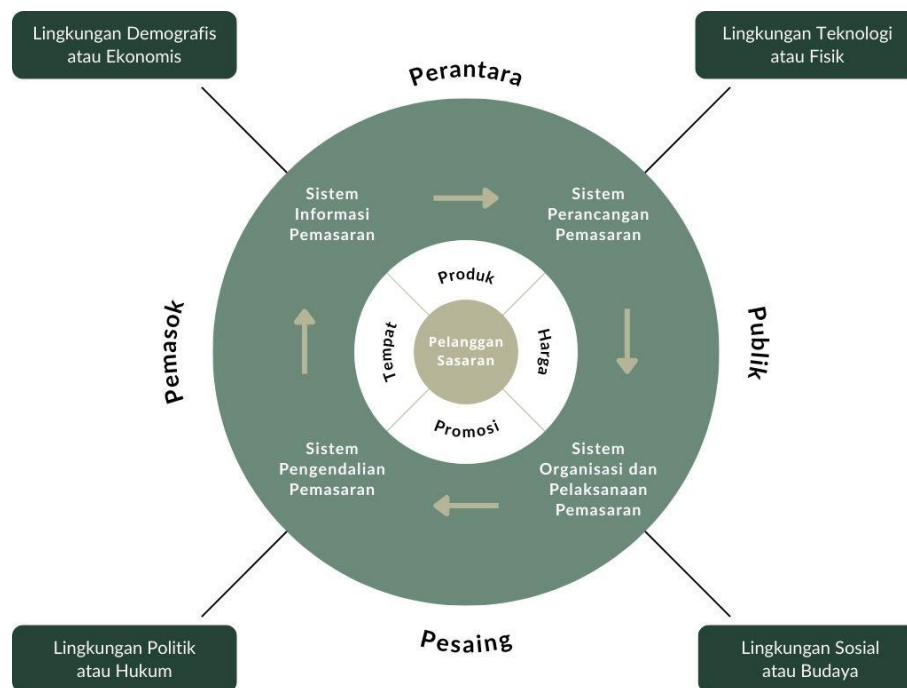 Lingkungan Demografis
atau Ekonomis
Lingkungan Teknologi
atau Fisik
Perantara
Sistem
Informasi
Pemasaran
Sistem
Perancangan
Pemasaran
Produk
Pemasok
Tempat
Pelanggan
Sasaran
Harga
Publik
Promosi
Sistem
Pengendalian
Pemasaran
Sistem
Organisasi dan
Pelaksanaan
Pemasaran
Pesaing
Lingkungan Politik
atau Hukum
Lingkungan Sosial
atau Budaya